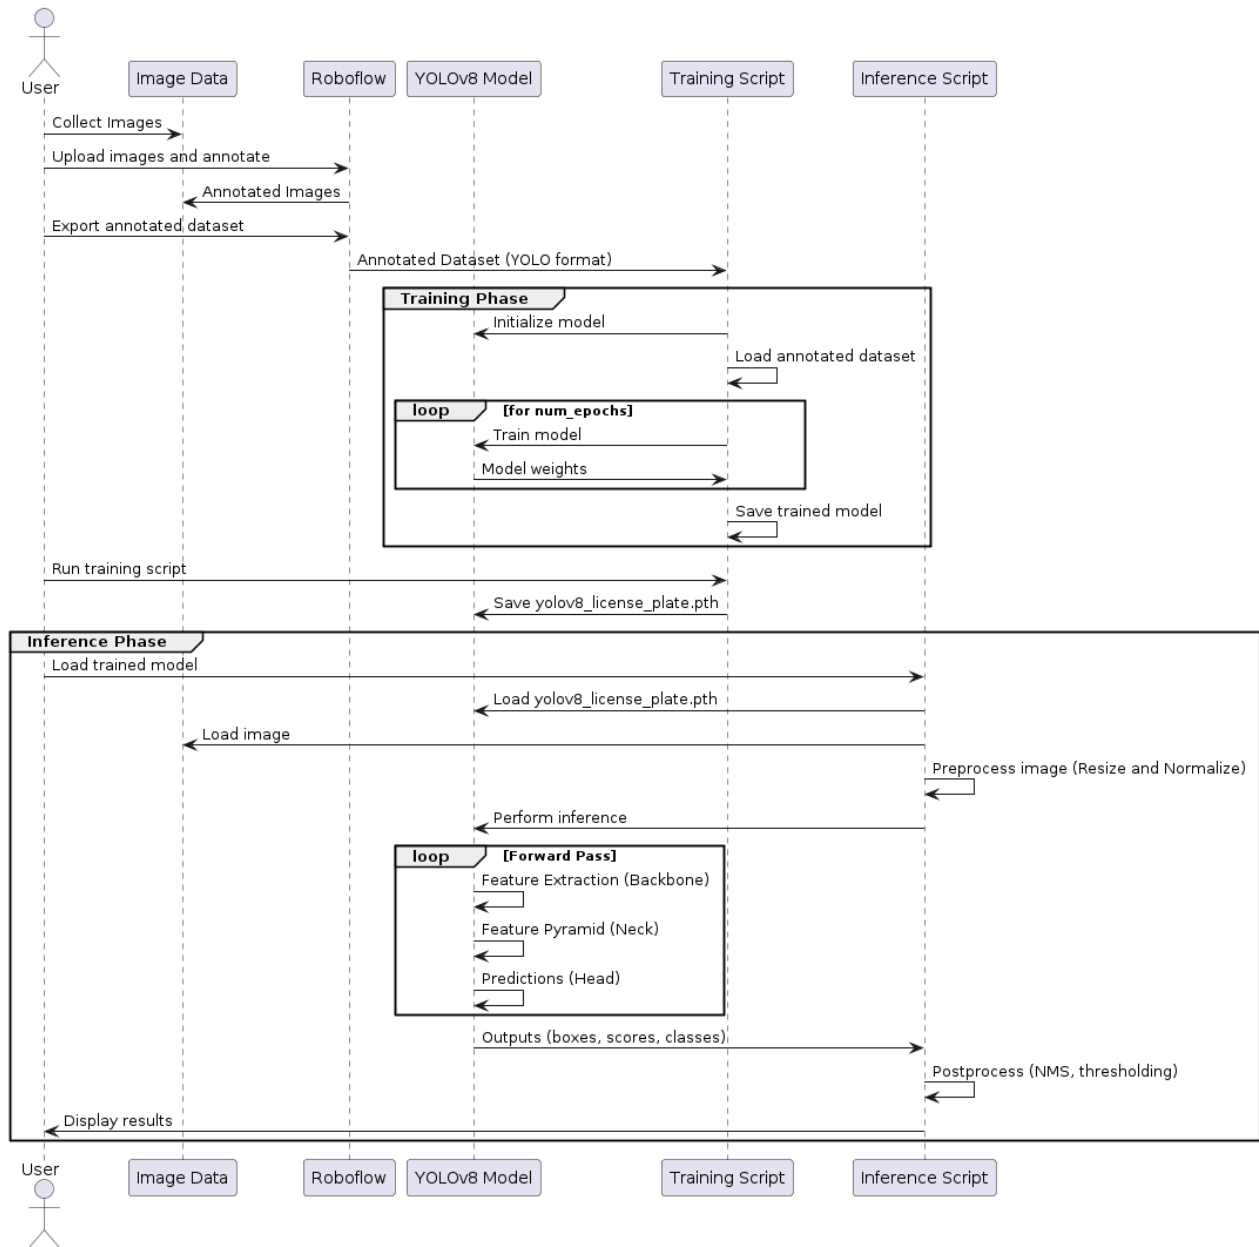 User
Image Data
Roboflow
YOLOv8 Model
Training Script
Inference Script
Collect Images
Upload images and annotate
Annotated Images
Export annotated dataset
Annotated Dataset (YOLO format)
Training Phase
Initialize model
Load annotated dataset
loop [for num_epochs]
Train model
Model weights
Save trained model
Run training script
Save yolov8_license_plate.pth
Inference Phase
Load trained model
Load yolov8_license_plate.pth
Load image
Preprocess image (Resize and Normalize)
Perform inference
loop [Forward Pass]
Feature Extraction (Backbone)
Feature Pyramid (Neck)
Predictions (Head)
Outputs (boxes, scores, classes)
Postprocess (NMS, thresholding)
Display results
User
Image Data
Roboflow
YOLOv8 Model
Training Script
Inference Script